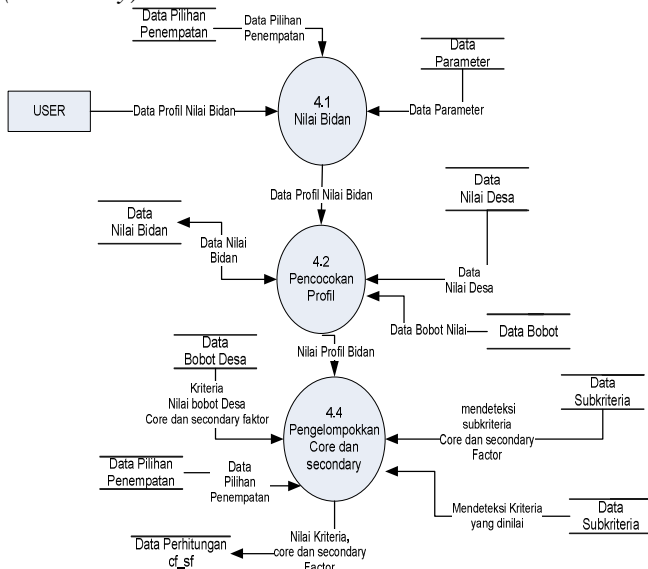 Data Pilihan
Penempatan
Data Pilihan
Penempatan
Data
Parameter
4.1
Nilai Bidan
USER
Data Profil Nilai Bidan
Data Parameter
Data Profil Nilai Bidan
Data
Nilai Desa
Data
Nilai Bidan
Data Nilai
Bidan
4.2
Pencocokan
Profil
Data
Nilai Desa
Data Bobot Nilai
Data Bobot
Nilai Profil Bidan
Data
Bobot Desa
Kriteria
Nilai bobot Desa
Core dan secondary faktor
4.4
Pengelompokkan
Core dan
secondary
mendeteksi
subkriteria
Core dan secondary
Factor
Data
Subkriteria
Data Pilihan
Penempatan
Data
Pilihan
Penempatan
Mendeteksi Kriteria
yang dinilai
Data
Subkriteria
Nilai Kriteria,
core dan secondary
Factor
Data Perhitungan
cf_sf